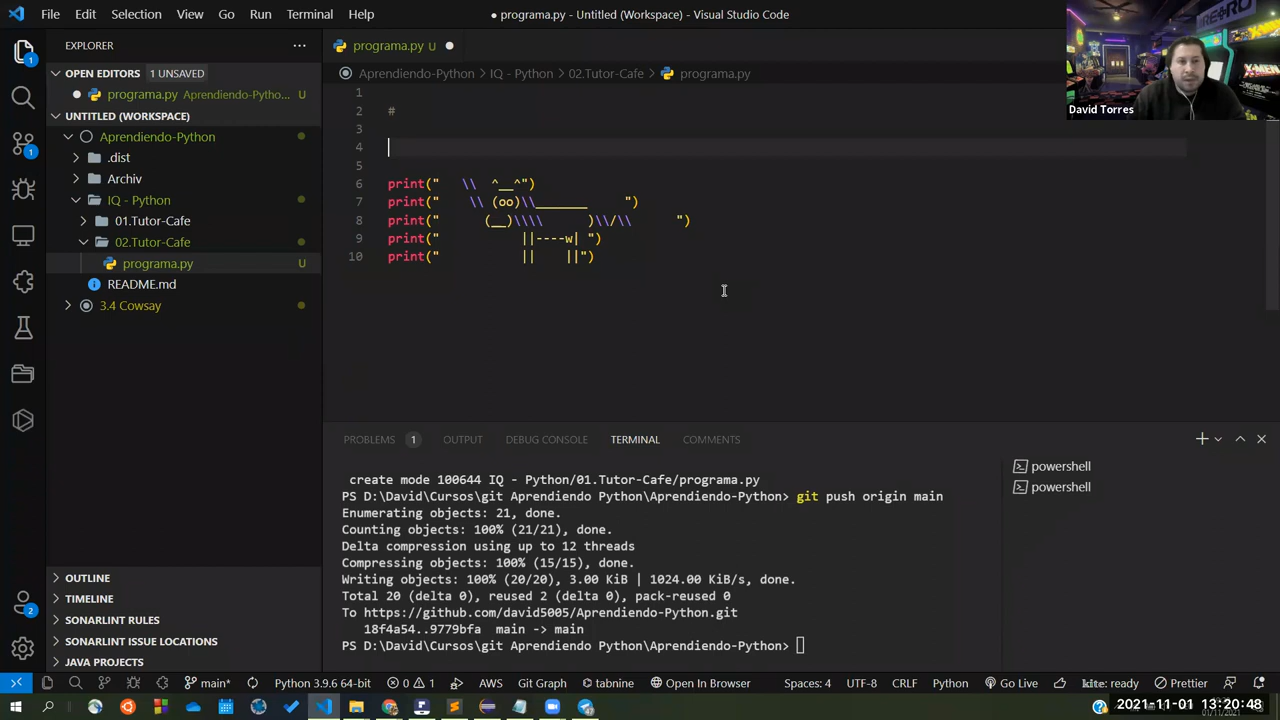 File Edit Selection View Go Run Terminal Help
● programa.py - Untitled (Workspace) - Visual Studio Code
EXPLORER
OPEN EDITORS 1 UNSAVED
programa.py Aprendiendo-Pytho... U
UNTITLED (WORKSPACE)
Aprendiendo-Python
.dist
Archiv
IQ - Python
01.Tutor-Cafe
02.Tutor-Cafe
programa.py U
README.md
3.4 Cowsay
OUTLINE
TIMELINE
SONARLINT RULES
SONARLINT ISSUE LOCATIONS
JAVA PROJECTS
programa.py U
Aprendiendo-Python > IQ - Python > 02.Tutor-Cafe > programa.py
1
2 #
3
4
5
6 print("   \\  ^__^")
7 print("    \\ (oo)\\_______     ")
8 print("      (__)\\\\      )\\/\\      ")
9 print("           ||----w| ")
10 print("           ||    ||")
RETRO
X-MEN
David Torres
PROBLEMS 1 OUTPUT DEBUG CONSOLE TERMINAL COMMENTS
create mode 100644 IQ - Python/01.Tutor-Cafe/programa.py
PS D:\David\Cursos\git Aprendiendo Python\Aprendiendo-Python> git push origin main
Enumerating objects: 21, done.
Counting objects: 100% (21/21), done.
Delta compression using up to 12 threads
Compressing objects: 100% (15/15), done.
Writing objects: 100% (20/20), 3.00 KiB | 1024.00 KiB/s, done.
Total 20 (delta 0), reused 2 (delta 0), pack-reused 0
To https://github.com/david5005/Aprendiendo-Python.git
18f4a54..9779bfa main -> main
PS D:\David\Cursos\git Aprendiendo Python\Aprendiendo-Python>
powershell
powershell
main* Python 3.9.6 64-bit 0 1 AWS Git Graph tabnine Open In Browser Spaces: 4 UTF-8 CRLF Python Go Live kite: ready Prettier
2021-11-01 13:20:48